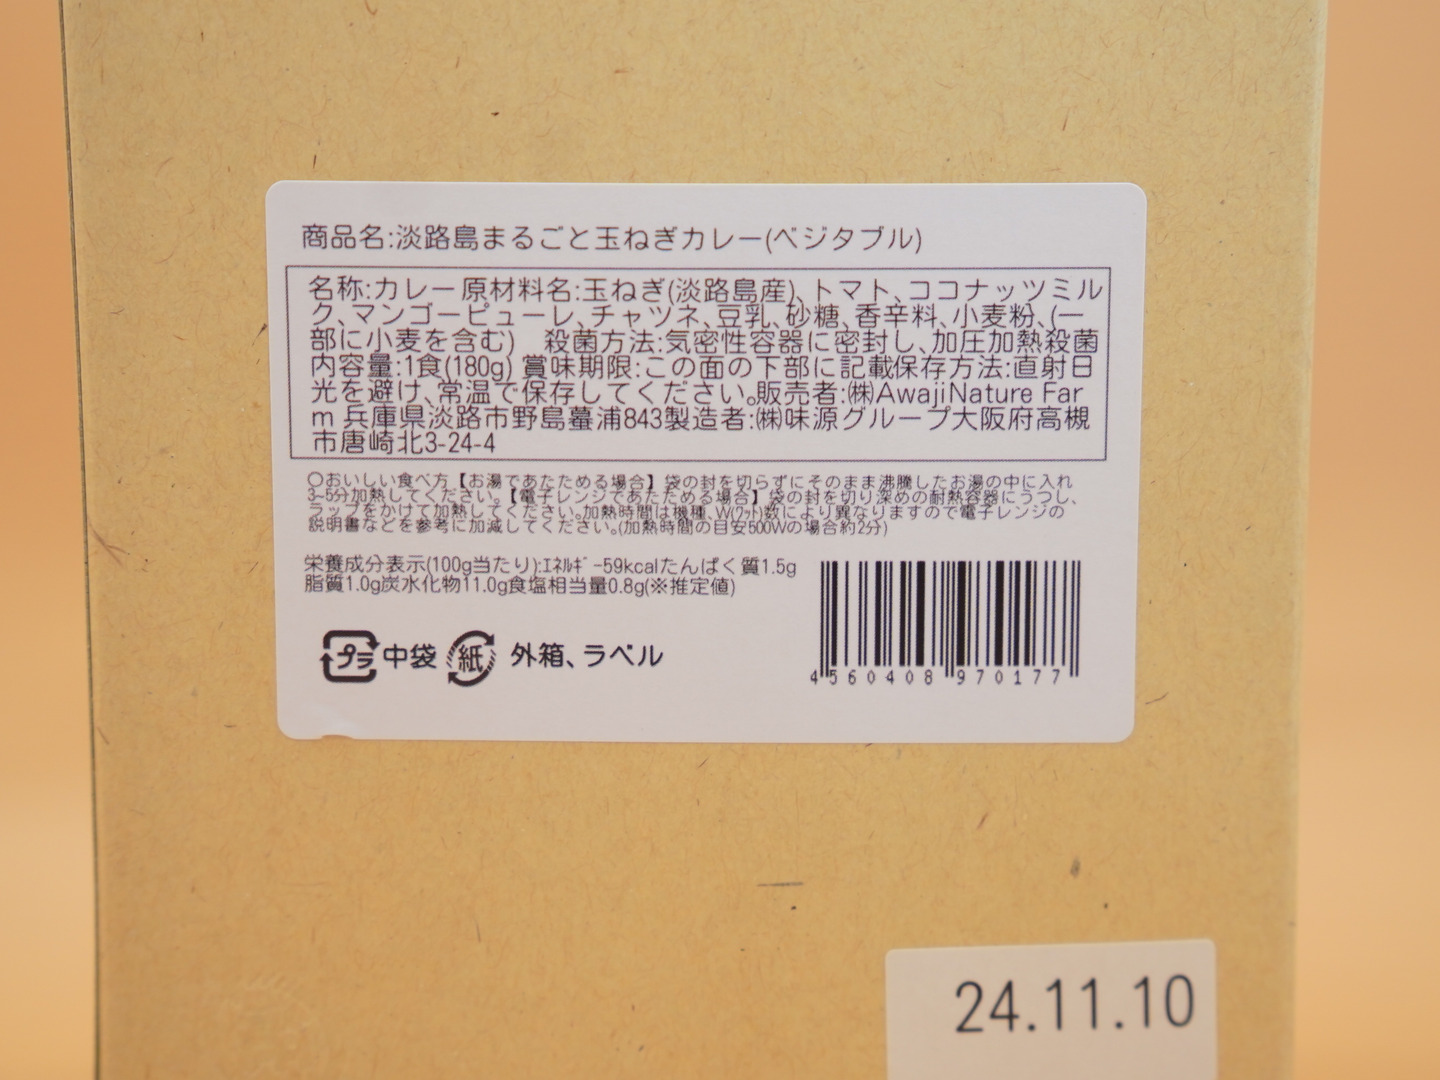 商品名:淡路島まるごと玉ねぎカレー(ベジタブル)
名称:カレー原材料名:玉ねぎ(淡路島産)、トマト、ココナッツミル
ク、マンゴーピューレ、チャツネ、豆乳、砂糖、香辛料、小麦粉、(一
部に小麦を含む)　殺菌方法:気密性容器に密封し、加圧加熱殺菌
内容量:1食(180g) 賞味期限:この面の下部に記載保存方法:直射日
光を避け、常温で保存してください。販売者:㈱AwajiNature Far
m 兵庫県淡路市野島蟇浦843製造者:㈱味源グループ大阪府高槻
市唐崎北3-24-4
〇おいしい食べ方【お湯であたためる場合】袋の封を切らずにそのまま沸騰したお湯の中に入れ
3~5分加熱してください。【電子レンジであたためる場合】袋の封を切り深めの耐熱容器にうつし、
ラップをかけて加熱してください。加熱時間は機種、W(ﾜｯﾄ)数により異なりますので電子レンジの
説明書などを参考に加減してください。(加熱時間の目安500Wの場合約2分)
栄養成分表示(100g当たり):ｴﾈﾙｷﾞｰ59kcalたんぱく質1.5g
脂質1.0g炭水化物11.0g食塩相当量0.8g(※推定値)
プラ 中袋 紙 外箱、ラベル
4560408970177
24.11.10